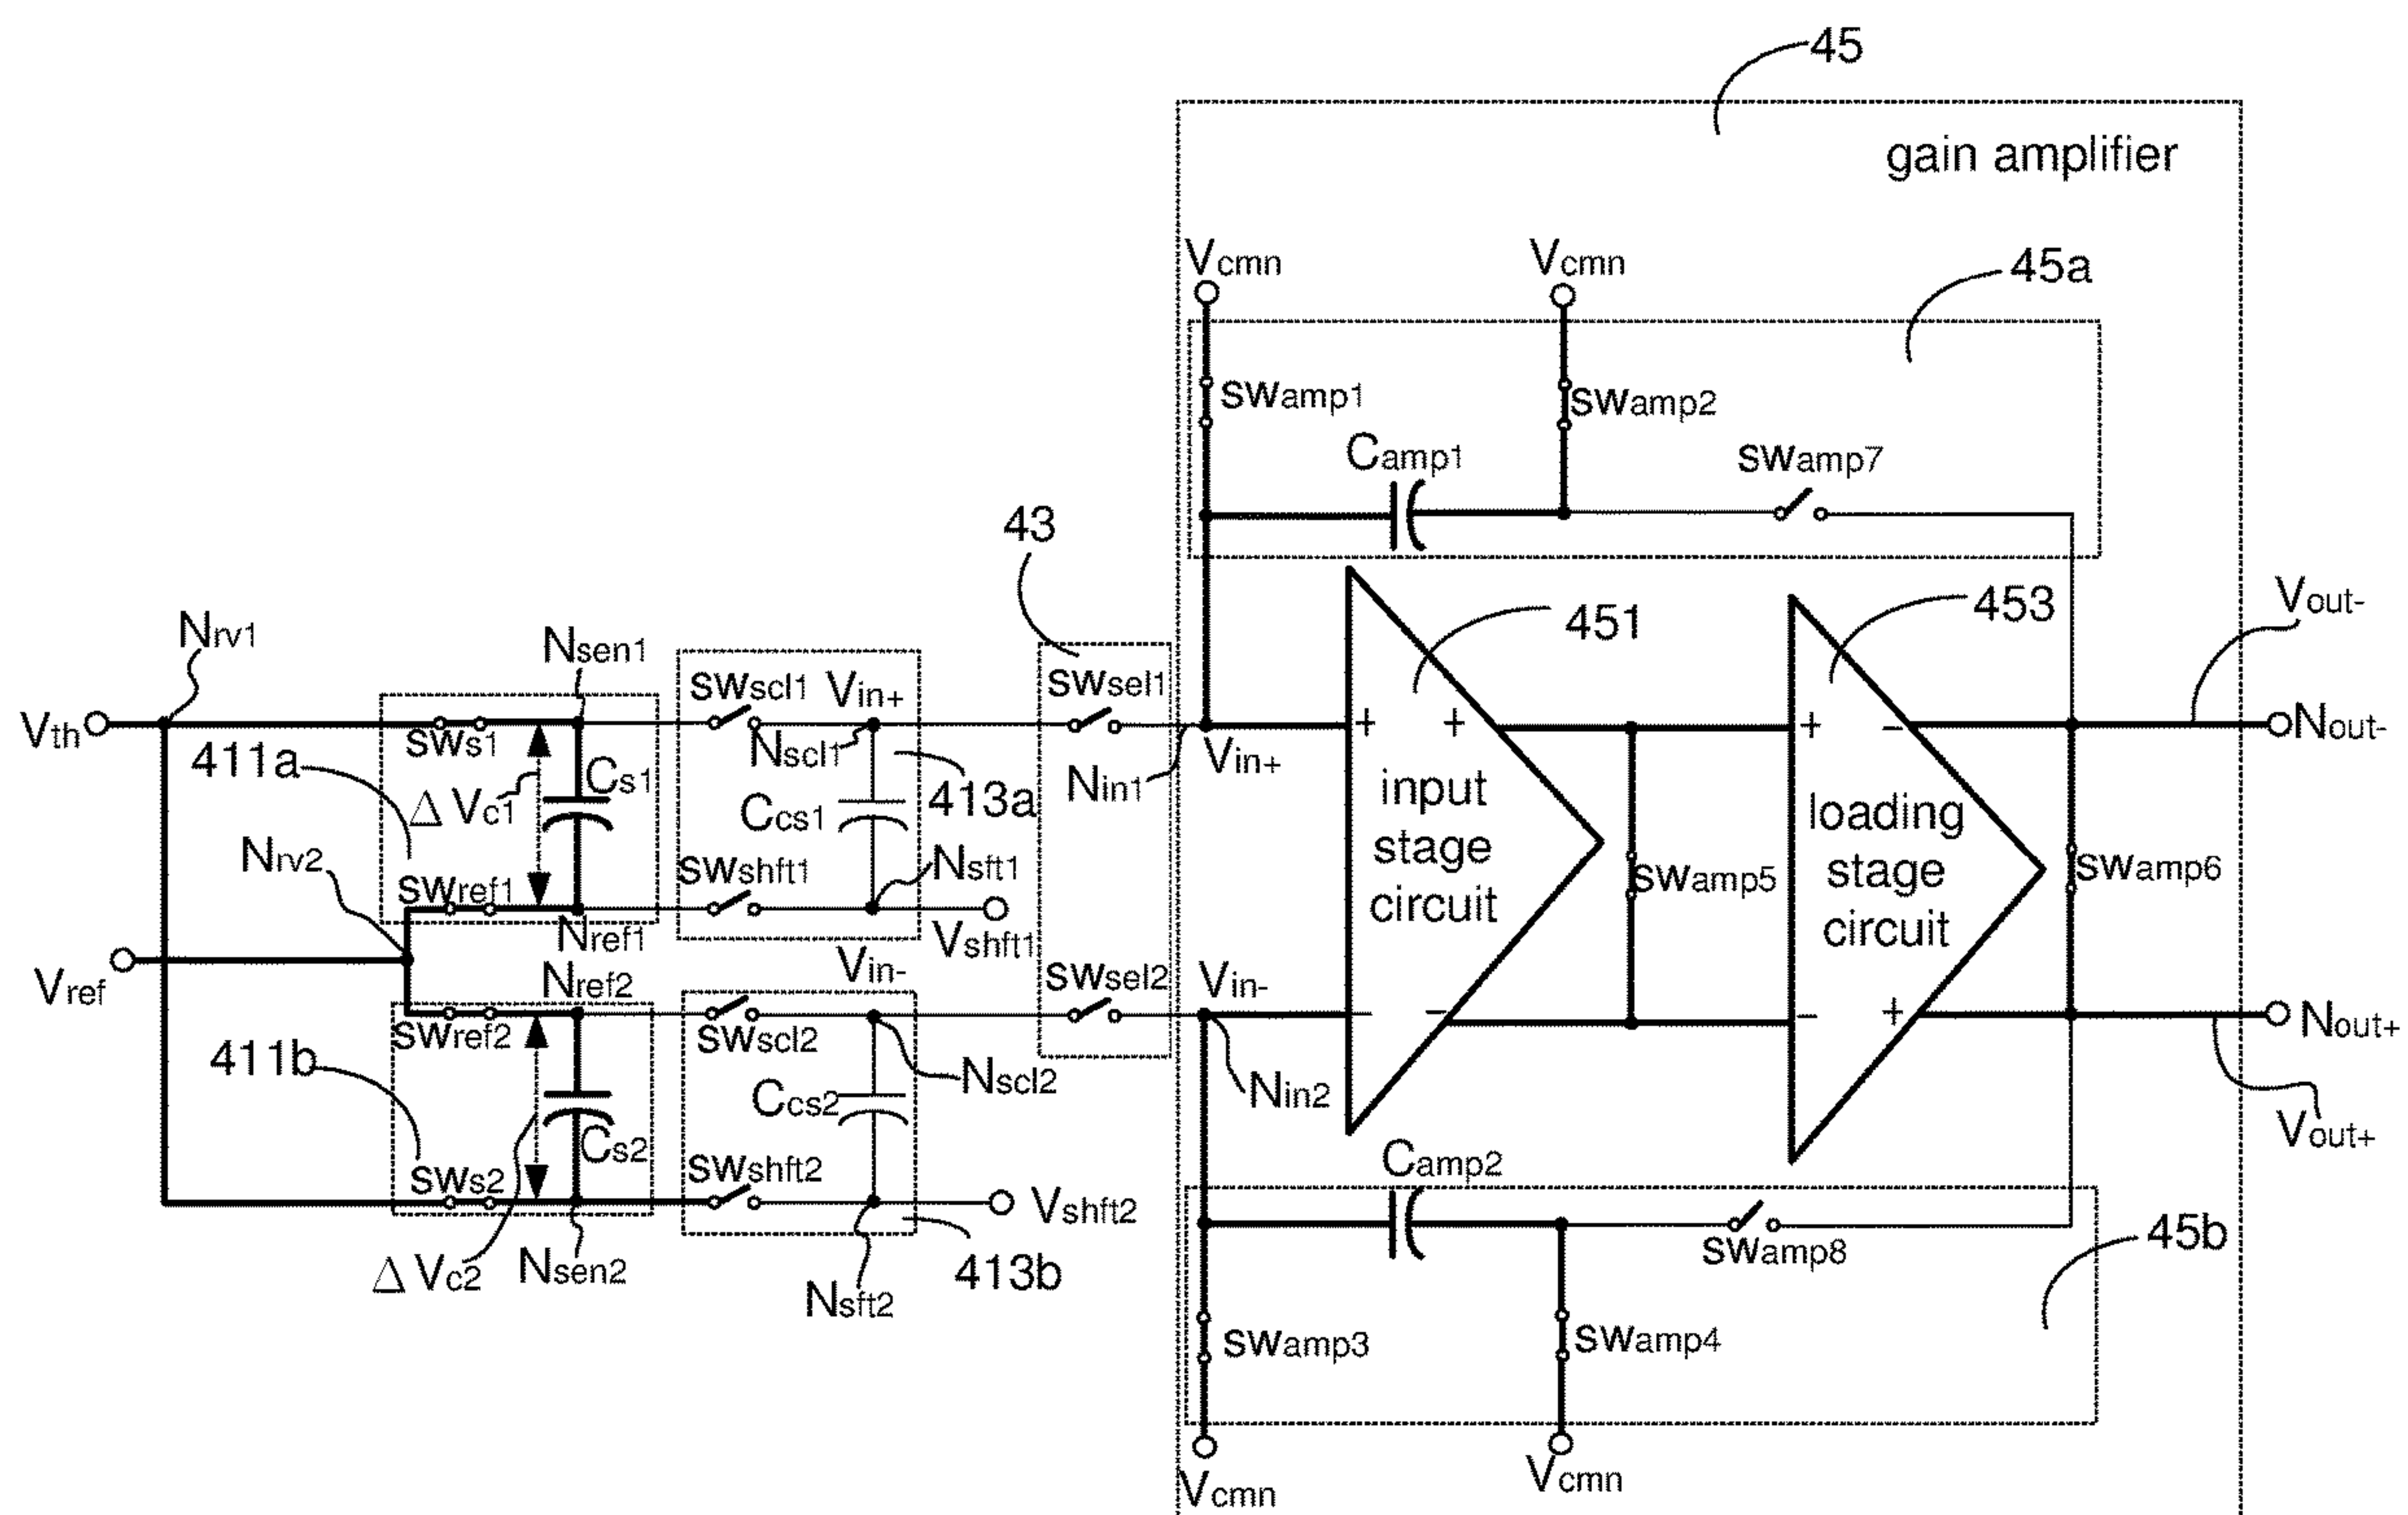 45
gain amplifier
Vcmn
Vcmn
45a
swamp1
swamp2
Camp1
swamp7
43
Nrv1
Nsen1
swscl1
Vin+
swsel1
451
453
Vout-
Vth
sws1
Nscl1
+
+
+
−
Nout-
411a
Cs1
413a
Nin1
Vin+
input
stage
circuit
loading
stage
circuit
Δ Vc1
Ccs1
Nrv2
swref1
swshft1
Nsft1
swamp5
swamp6
Nref1
Vshft1
Vref
Nref2
Vin-
swsel2
Vin-
swref2
swscl2
−
−
−
+
Nout+
411b
Nscl2
Nin2
Ccs2
Cs2
Vout+
sws2
swshft2
Camp2
Vshft2
Δ Vc2
Nsen2
Nsft2
413b
swamp8
45b
swamp3
swamp4
Vcmn
Vcmn